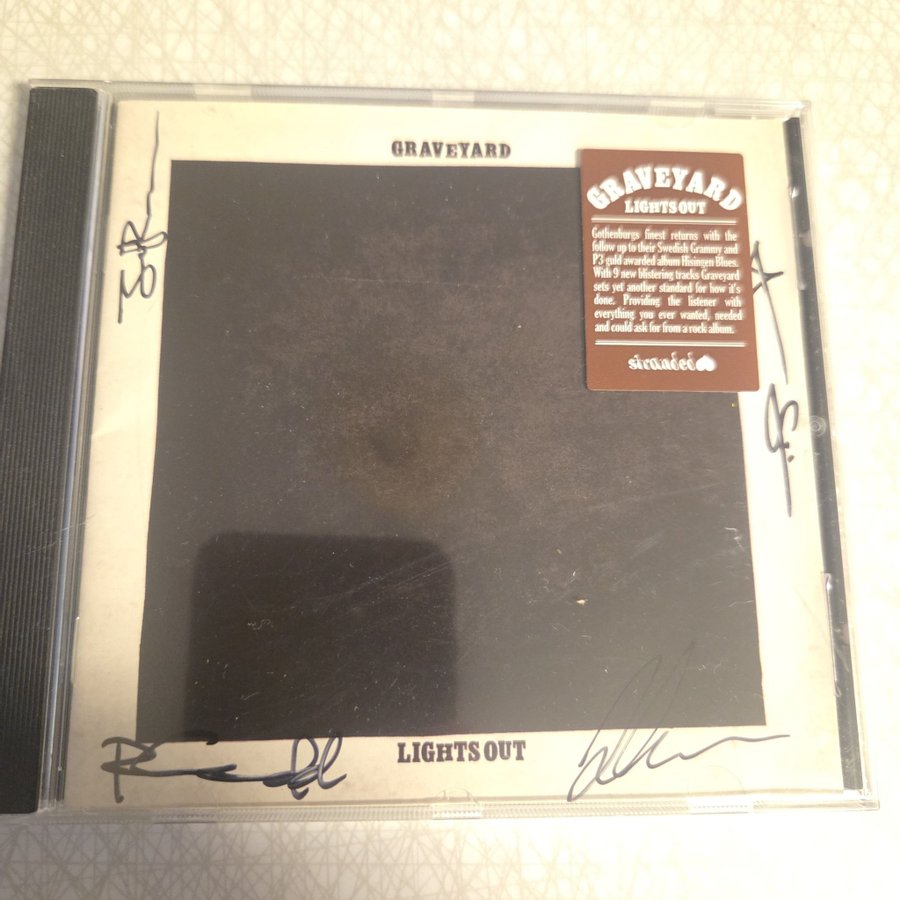 GRAVEYARD
GRAVEYARD
LIGHTS OUT
Gothenburgs finest returns with the
follow up to their Swedish Grammy and
P3 guld awarded album Hisingen Blues.
With 9 new blistering tracks Graveyard
sets yet another standard for how it's
done. Providing the listener with
everything you ever wanted, needed
and could ask for from a rock album.
stranded
LIGHTS OUT